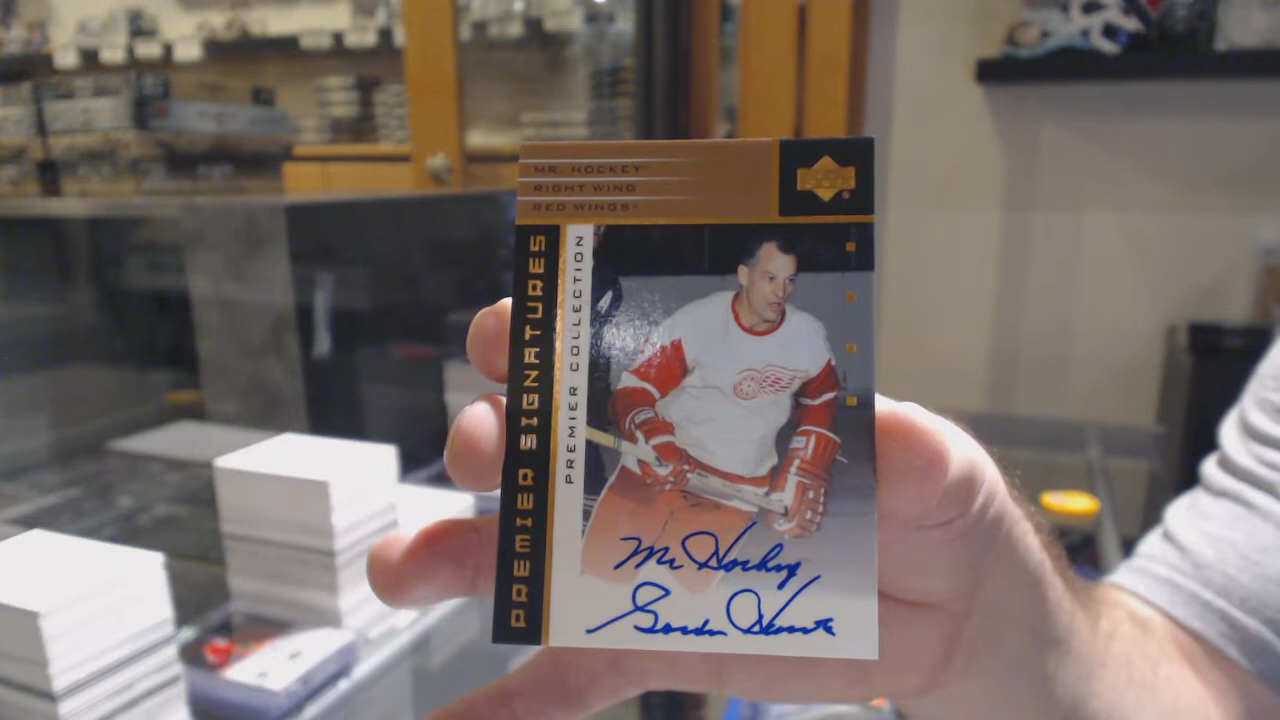 MR. HOCKEY
RIGHT WING
RED WINGS
PREMIER SIGNATURES
PREMIER COLLECTION
Mr Hockey
Gordie Howe